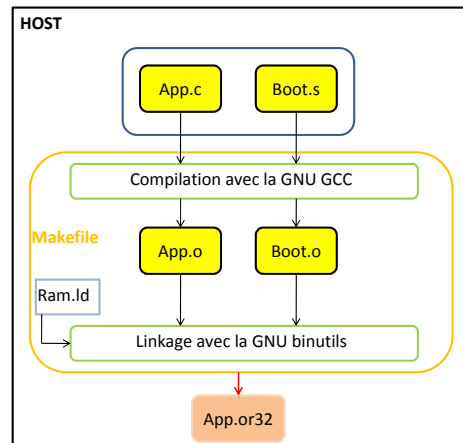 HOST
App.c
Boot.s
Compilation avec la GNU GCC
Makefile
App.o
Boot.o
Ram.ld
Linkage avec la GNU binutils
App.or32